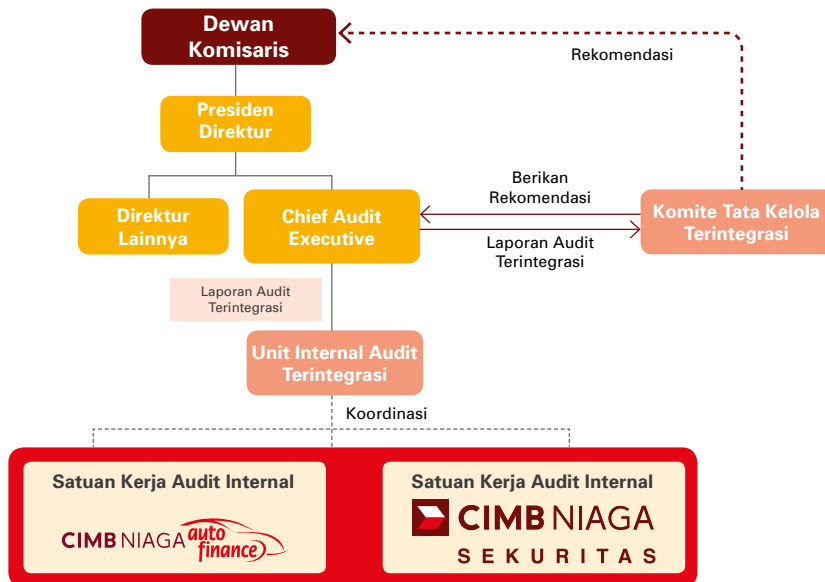 Dewan
Komisaris
Rekomendasi
Presiden
Direktur
Direktur
Lainnya
Chief Audit
Executive
Berikan
Rekomendasi
Laporan Audit
Terintegrasi
Komite Tata Kelola
Terintegrasi
Laporan Audit
Terintegrasi
Unit Internal Audit
Terintegrasi
Koordinasi
Satuan Kerja Audit Internal
CIMB NIAGA auto
finance
Satuan Kerja Audit Internal
CIMB NIAGA
SEKURITAS